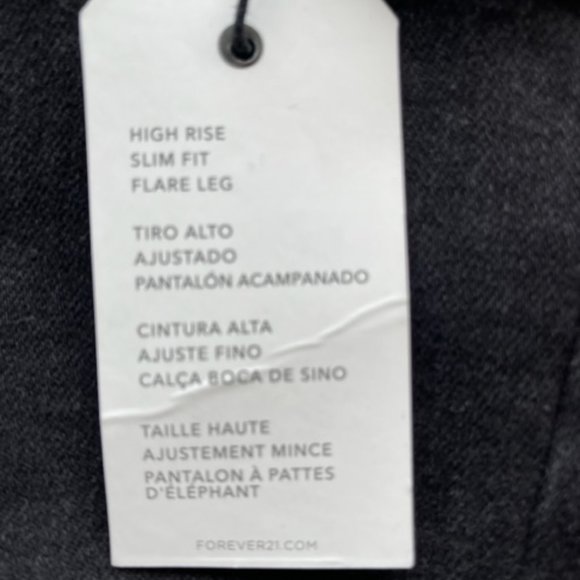 HIGH RISE
SLIM FIT
FLARE LEG
TIRO ALTO
AJUSTADO
PANTALÓN ACAMPANADO
CINTURA ALTA
AJUSTE FINO
CALÇA BOCA DE SINO
TAILLE HAUTE
AJUSTEMENT MINCE
PANTALON À PATTES
D'ÉLÉPHANT
FOREVER21.COM